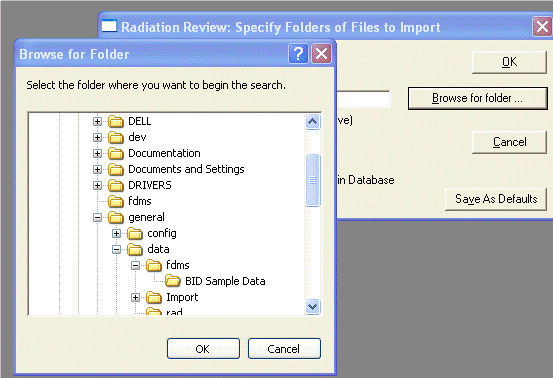 Radiation Review: Specify Folders of Files to Import
OK
Browse for folder ...
ve)
Cancel
in Database
Save As Defaults
Browse for Folder
Select the folder where you want to begin the search.
DELL
dev
Documentation
Documents and Settings
DRIVERS
fdms
general
config
data
fdms
BID Sample Data
Import
rad
OK
Cancel